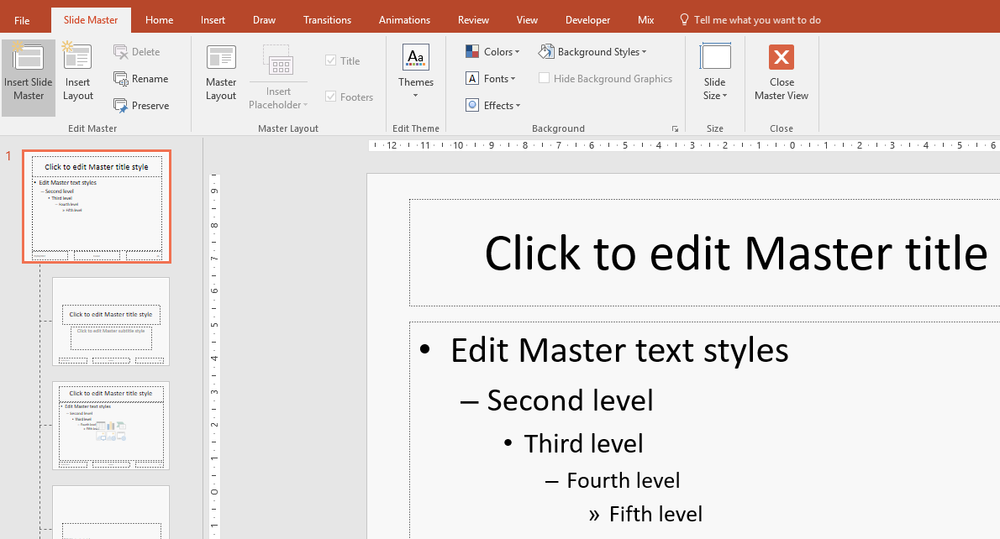 File Slide Master Home Insert Draw Transitions Animations Review View Developer Mix Tell me what you want to do
Insert Slide Master
Insert Layout
Delete
Rename
Preserve
Edit Master
Master Layout
Insert Placeholder
Title
Footers
Master Layout
Aa
Themes
Edit Theme
Colors
A Fonts
Effects
Background Styles
Hide Background Graphics
Background
Slide Size
Size
Close Master View
Close
12 11 10 9 8 7 6 5 4 3 2 1 0 1 2 3 4 5 6
9
8
7
6
5
4
3
2
1
0
1
1
Click to edit Master title style
• Edit Master text styles
– Second level
• Third level
– Fourth level
» Fifth level
Click to edit Master title style
Click to edit Master subtitle style
Click to edit Master title style
• Edit Master text styles
– Second level
• Third level
Click to edit Master title
• Edit Master text styles
– Second level
• Third level
– Fourth level
» Fifth level